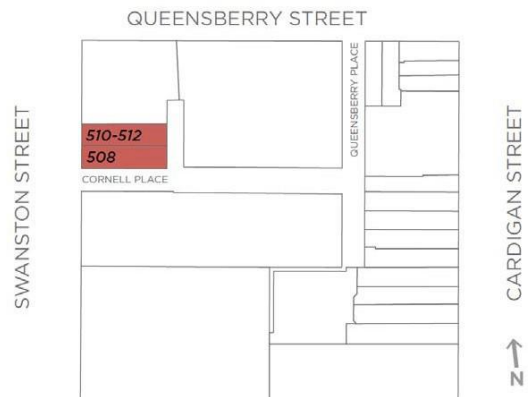 QUEENSBERRY STREET
QUEENSBERRY PLACE
SWANSTON STREET
510-512
508
CORNELL PLACE
CARDIGAN STREET
N